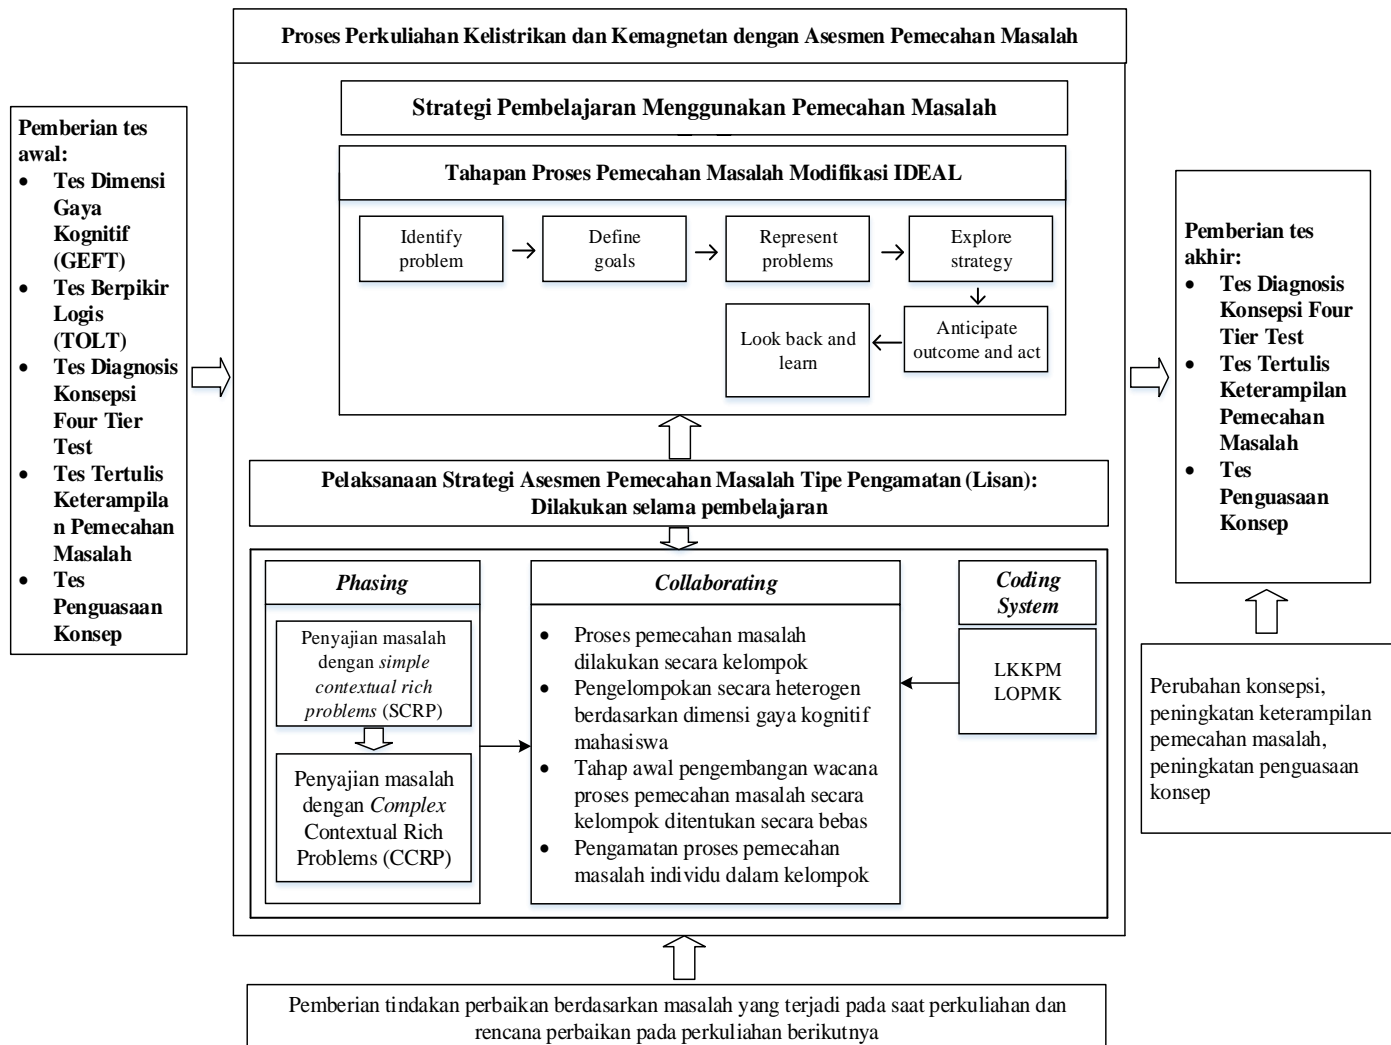 Proses Perkuliahan Kelistrikan dan Kemagnetan dengan Asesmen Pemecahan Masalah
Pemberian tes
awal:
• Tes Dimensi
Gaya
Kognitif
(GEFT)
• Tes Berpikir
Logis
(TOLT)
• Tes Diagnosis
Konsepsi
Four Tier
Test
• Tes Tertulis
Keterampila
n Pemecahan
Masalah
• Tes
Penguasaan
Konsep
Strategi Pembelajaran Menggunakan Pemecahan Masalah
Tahapan Proses Pemecahan Masalah Modifikasi IDEAL
Identify
problem
Define
goals
Represent
problems
Explore
strategy
Anticipate
outcome and act
Look back and
learn
Pelaksanaan Strategi Asesmen Pemecahan Masalah Tipe Pengamatan (Lisan):
Dilakukan selama pembelajaran
Phasing
Penyajian masalah
dengan simple
contextual rich
problems (SCRP)
Penyajian masalah
dengan Complex
Contextual Rich
Problems (CCRP)
Collaborating
• Proses pemecahan masalah
dilakukan secara kelompok
• Pengelompokan secara heterogen
berdasarkan dimensi gaya kognitif
mahasiswa
• Tahap awal pengembangan wacana
proses pemecahan masalah secara
kelompok ditentukan secara bebas
• Pengamatan proses pemecahan
masalah individu dalam kelompok
Coding
System
LKKPM
LOPMK
Pemberian tes
akhir:
• Tes Diagnosis
Konsepsi Four
Tier Test
• Tes Tertulis
Keterampilan
Pemecahan
Masalah
• Tes
Penguasaan
Konsep
Perubahan konsepsi,
peningkatan keterampilan
pemecahan masalah,
peningkatan penguasaan
konsep
Pemberian tindakan perbaikan berdasarkan masalah yang terjadi pada saat perkuliahan dan
rencana perbaikan pada perkuliahan berikutnya